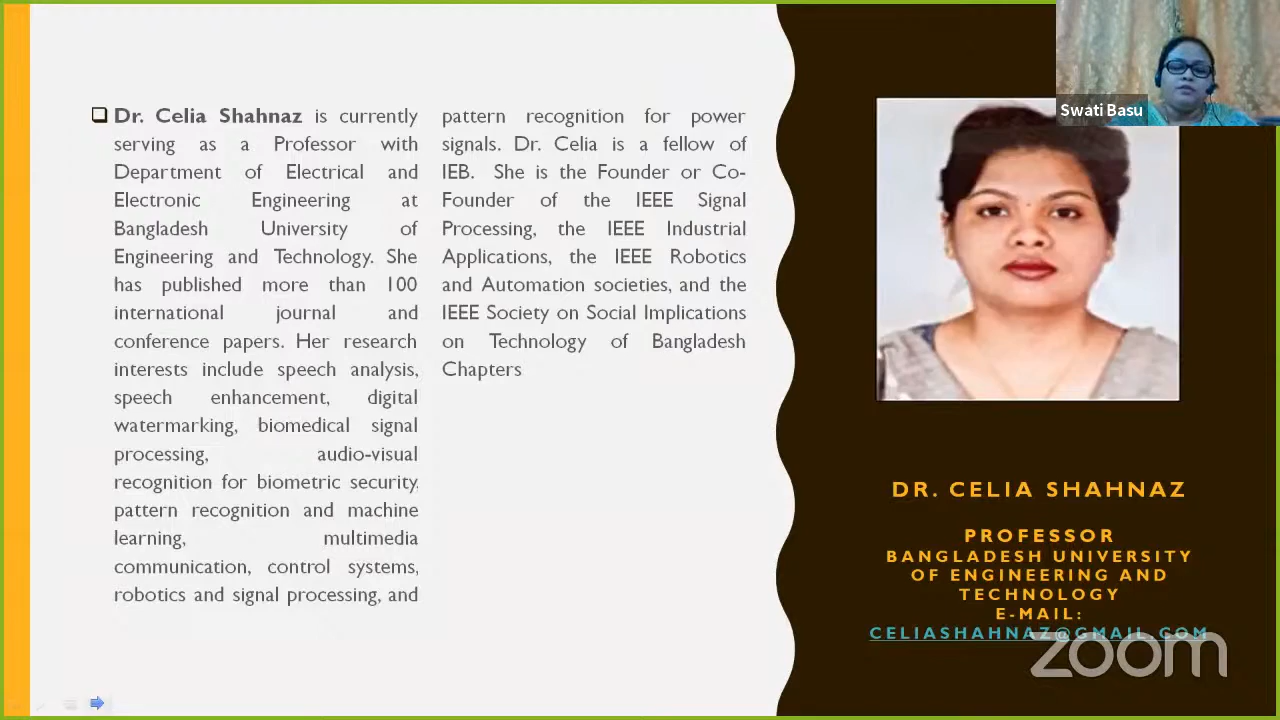 Dr. Celia Shahnaz is currently
serving as a Professor with
Department of Electrical and
Electronic Engineering at
Bangladesh University of
Engineering and Technology. She
has published more than 100
international journal and
conference papers. Her research
interests include speech analysis,
speech enhancement, digital
watermarking, biomedical signal
processing, audio-visual
recognition for biometric security,
pattern recognition and machine
learning, multimedia
communication, control systems,
robotics and signal processing, and
pattern recognition for power
signals. Dr. Celia is a fellow of
IEB. She is the Founder or Co-
Founder of the IEEE Signal
Processing, the IEEE Industrial
Applications, the IEEE Robotics
and Automation societies, and the
IEEE Society on Social Implications
on Technology of Bangladesh
Chapters
Swati Basu
DR. CELIA SHAHNAZ
PROFESSOR
BANGLADESH UNIVERSITY
OF ENGINEERING AND
TECHNOLOGY
E-MAIL:
CELIASHAHNAZ@GMAIL.COM
zoom